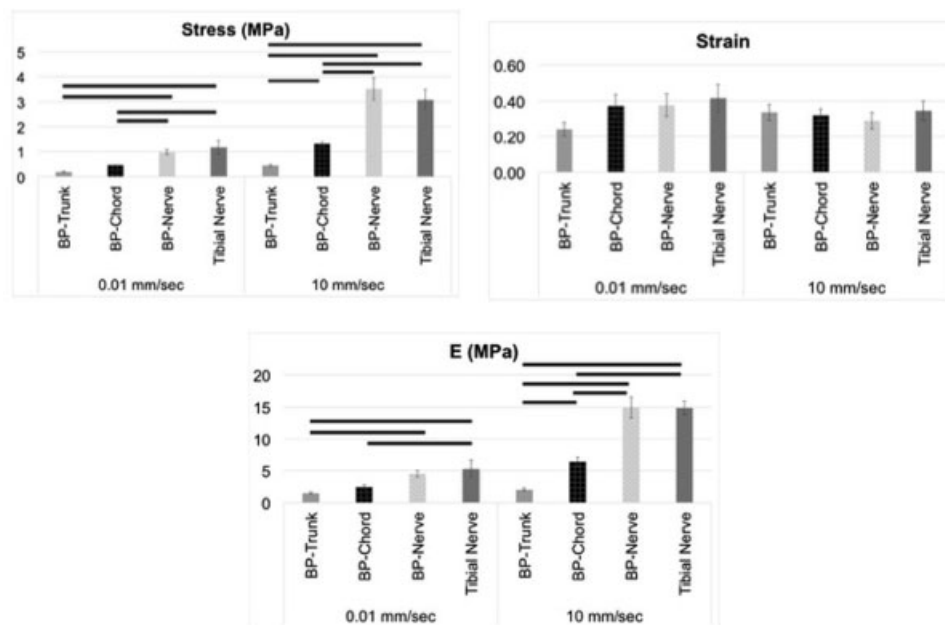 Stress (MPa)
5
4
3
2
1
0
BP-Trunk
BP-Chord
BP-Nerve
Tibial Nerve
BP-Trunk
BP-Chord
BP-Nerve
Tibial Nerve
0.01 mm/sec
10 mm/sec
Strain
0.60
0.40
0.20
0.00
BP-Trunk
BP-Chord
BP-Nerve
Tibial Nerve
BP-Trunk
BP-Chord
BP-Nerve
Tibial Nerve
0.01 mm/sec
10 mm/sec
E (MPa)
20
15
10
5
0
BP-Trunk
BP-Chord
BP-Nerve
Tibial Nerve
BP-Trunk
BP-Chord
BP-Nerve
Tibial Nerve
0.01 mm/sec
10 mm/sec